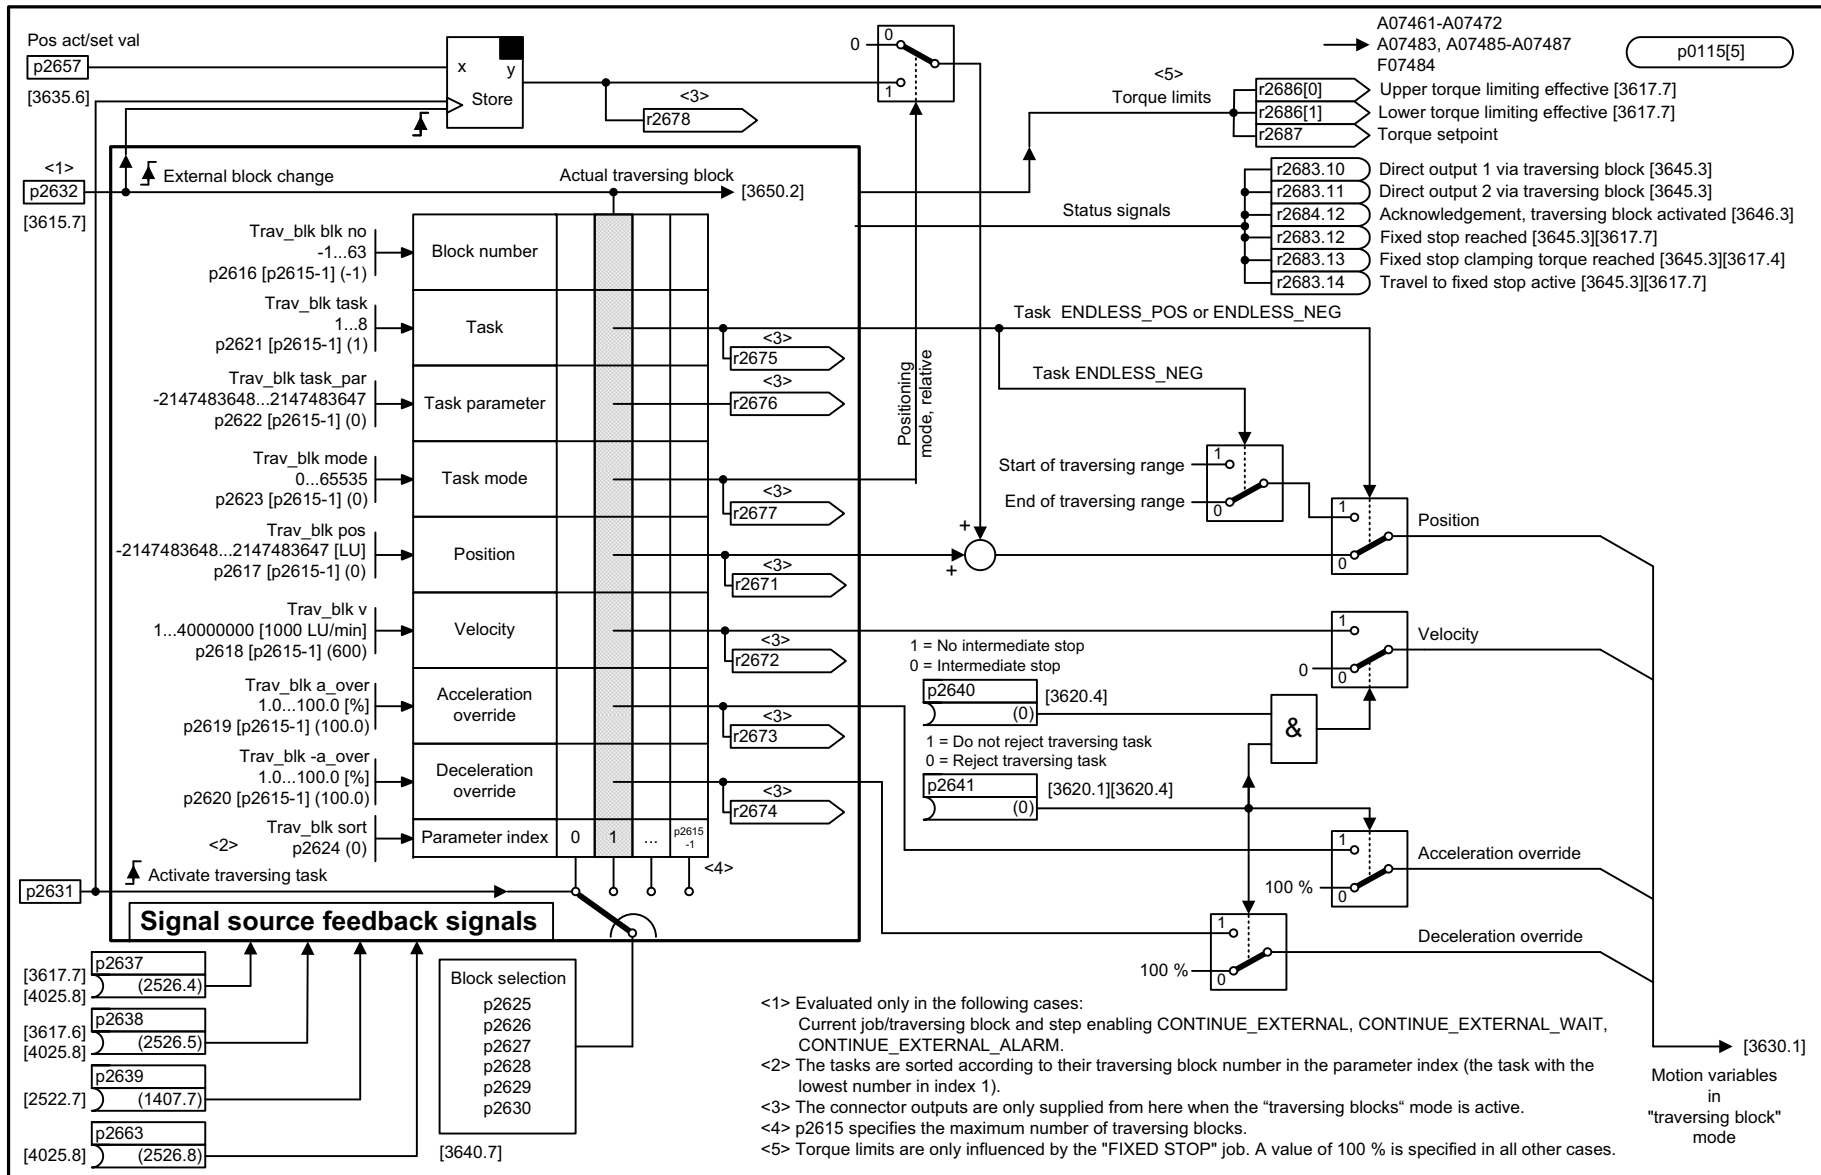 Pos act/set val
p2657
[3635.6]
x
y
Store
<3>
r2678
0
0
1
A07461-A07472
A07483, A07485-A07487
F07484
p0115[5]
<5>
Torque limits
r2686[0]
Upper torque limiting effective [3617.7]
r2686[1]
Lower torque limiting effective [3617.7]
r2687
Torque setpoint
<1>
p2632
[3615.7]
External block change
Actual traversing block
[3650.2]
Status signals
r2683.10
Direct output 1 via traversing block [3645.3]
r2683.11
Direct output 2 via traversing block [3645.3]
r2684.12
Acknowledgement, traversing block activated [3646.3]
r2683.12
Fixed stop reached [3645.3][3617.7]
r2683.13
Fixed stop clamping torque reached [3645.3][3617.4]
r2683.14
Travel to fixed stop active [3645.3][3617.7]
Trav_blk blk no
-1...63
p2616 [p2615-1] (-1)
Block number
Trav_blk task
1...8
p2621 [p2615-1] (1)
Task
<3>
r2675
Task ENDLESS_POS or ENDLESS_NEG
Task ENDLESS_NEG
Trav_blk task_par
-2147483648...2147483647
p2622 [p2615-1] (0)
Task parameter
<3>
r2676
Positioning
mode, relative
Trav_blk mode
0...65535
p2623 [p2615-1] (0)
Task mode
<3>
r2677
Start of traversing range
End of traversing range
1
0
Trav_blk pos
-2147483648...2147483647 [LU]
p2617 [p2615-1] (0)
Position
<3>
r2671
+
+
1
0
Position
Trav_blk v
1...40000000 [1000 LU/min]
p2618 [p2615-1] (600)
Velocity
<3>
r2672
1 = No intermediate stop
0 = Intermediate stop
p2640
(0)
[3620.4]
1
0
0
Velocity
&
Trav_blk a_over
1.0...100.0 [%]
p2619 [p2615-1] (100.0)
Acceleration
override
<3>
r2673
1 = Do not reject traversing task
0 = Reject traversing task
p2641
(0)
[3620.1][3620.4]
Trav_blk -a_over
1.0...100.0 [%]
p2620 [p2615-1] (100.0)
Deceleration
override
<3>
r2674
Trav_blk sort
<2>
p2624 (0)
Parameter index
0
1
...
p2615
-1
<4>
1
100 %
0
Acceleration override
p2631
Activate traversing task
Signal source feedback signals
1
100 %
0
Deceleration override
[3617.7]
[4025.8]
p2637
(2526.4)
[3617.6]
[4025.8]
p2638
(2526.5)
[2522.7]
p2639
(1407.7)
[4025.8]
p2663
(2526.8)
Block selection
p2625
p2626
p2627
p2628
p2629
p2630
[3640.7]
<1> Evaluated only in the following cases:
Current job/traversing block and step enabling CONTINUE_EXTERNAL, CONTINUE_EXTERNAL_WAIT,
CONTINUE_EXTERNAL_ALARM.
<2> The tasks are sorted according to their traversing block number in the parameter index (the task with the
lowest number in index 1).
<3> The connector outputs are only supplied from here when the “traversing blocks“ mode is active.
<4> p2615 specifies the maximum number of traversing blocks.
<5> Torque limits are only influenced by the "FIXED STOP" job. A value of 100 % is specified in all other cases.
[3630.1]
Motion variables
in
"traversing block"
mode